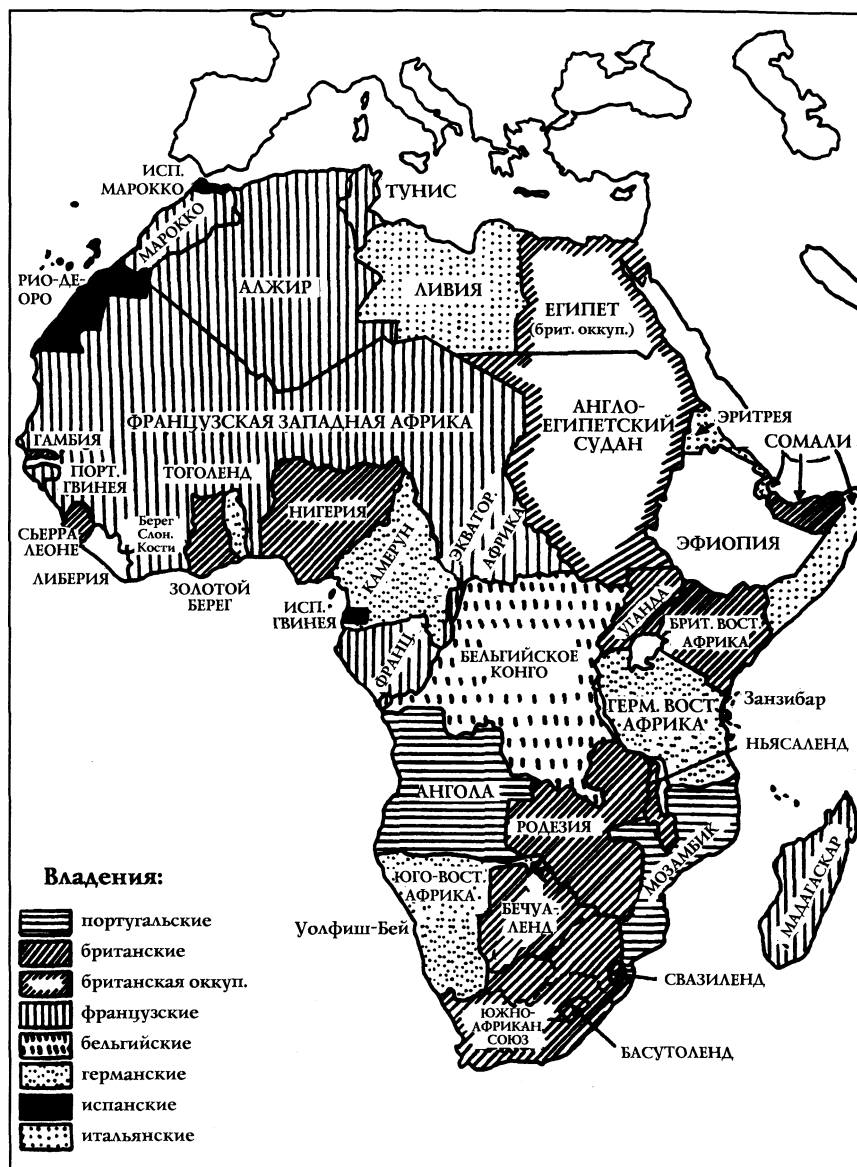 ИСП.
МАРОККО
МАРОККО
ТУНИС
РИО-ДЕ-
ОРО
АЛЖИР
ЛИВИЯ
ЕГИПЕТ
(брит. оккуп.)
ФРАНЦУЗСКАЯ ЗАПАДНАЯ АФРИКА
АНГЛО-
ЕГИПЕТСКИЙ
СУДАН
ЭРИТРЕЯ
СОМАЛИ
ГАМБИЯ
ПОРТ.
ГВИНЕЯ
ТОГОЛЕНД
НИГЕРИЯ
СЬЕРРА
ЛЕОНЕ
Берег
Слон.
Кости
ЛИБЕРИЯ
ЗОЛОТОЙ
БЕРЕГ
КАМЕРУН
ЭКВАТОР.
АФРИКА
ЭФИОПИЯ
ИСП.
ГВИНЕЯ
ФРАНЦ.
УГАНДА
БРИТ. ВОСТ.
АФРИКА
БЕЛЬГИЙСКОЕ
КОНГО
ГЕРМ. ВОСТ.
АФРИКА
Занзибар
НЬЯСАЛЕНД
АНГОЛА
РОДЕЗИЯ
МОЗАМБИК
МАДАГАСКАР
ЮГО-ВОСТ.
АФРИКА
БЕЧУА-
ЛЕНД
Уолфиш-Бей
СВАЗИЛЕНД
ЮЖНО-
АФРИКАН.
СОЮЗ
БАСУТОЛЕНД
Владения:
португальские
британские
британская оккуп.
французские
бельгийские
германские
испанские
итальянские